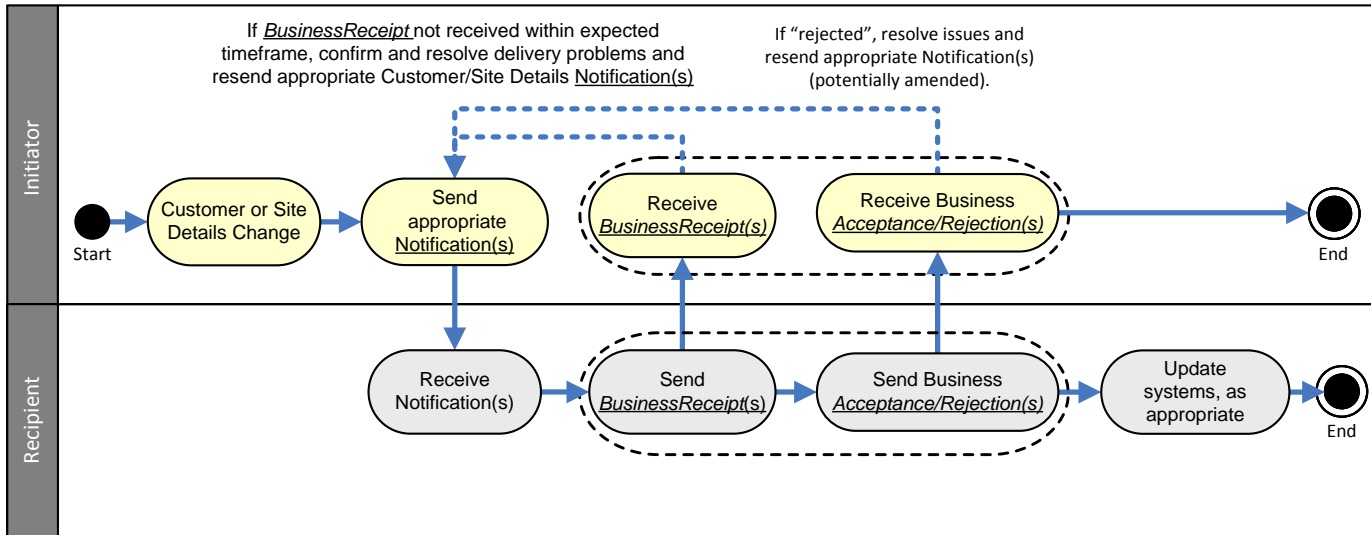 If BusinessReceipt not received within expected
timeframe, confirm and resolve delivery problems and
resend appropriate Customer/Site Details Notification(s)
If “rejected”, resolve issues and
resend appropriate Notification(s)
(potentially amended).
Initiator
Start
Customer or Site
Details Change
Send
appropriate
Notification(s)
Receive
BusinessReceipt(s)
Receive Business
Acceptance/Rejection(s)
End
Recipient
Receive
Notification(s)
Send
BusinessReceipt(s)
Send Business
Acceptance/Rejection(s)
Update
systems, as
appropriate
End